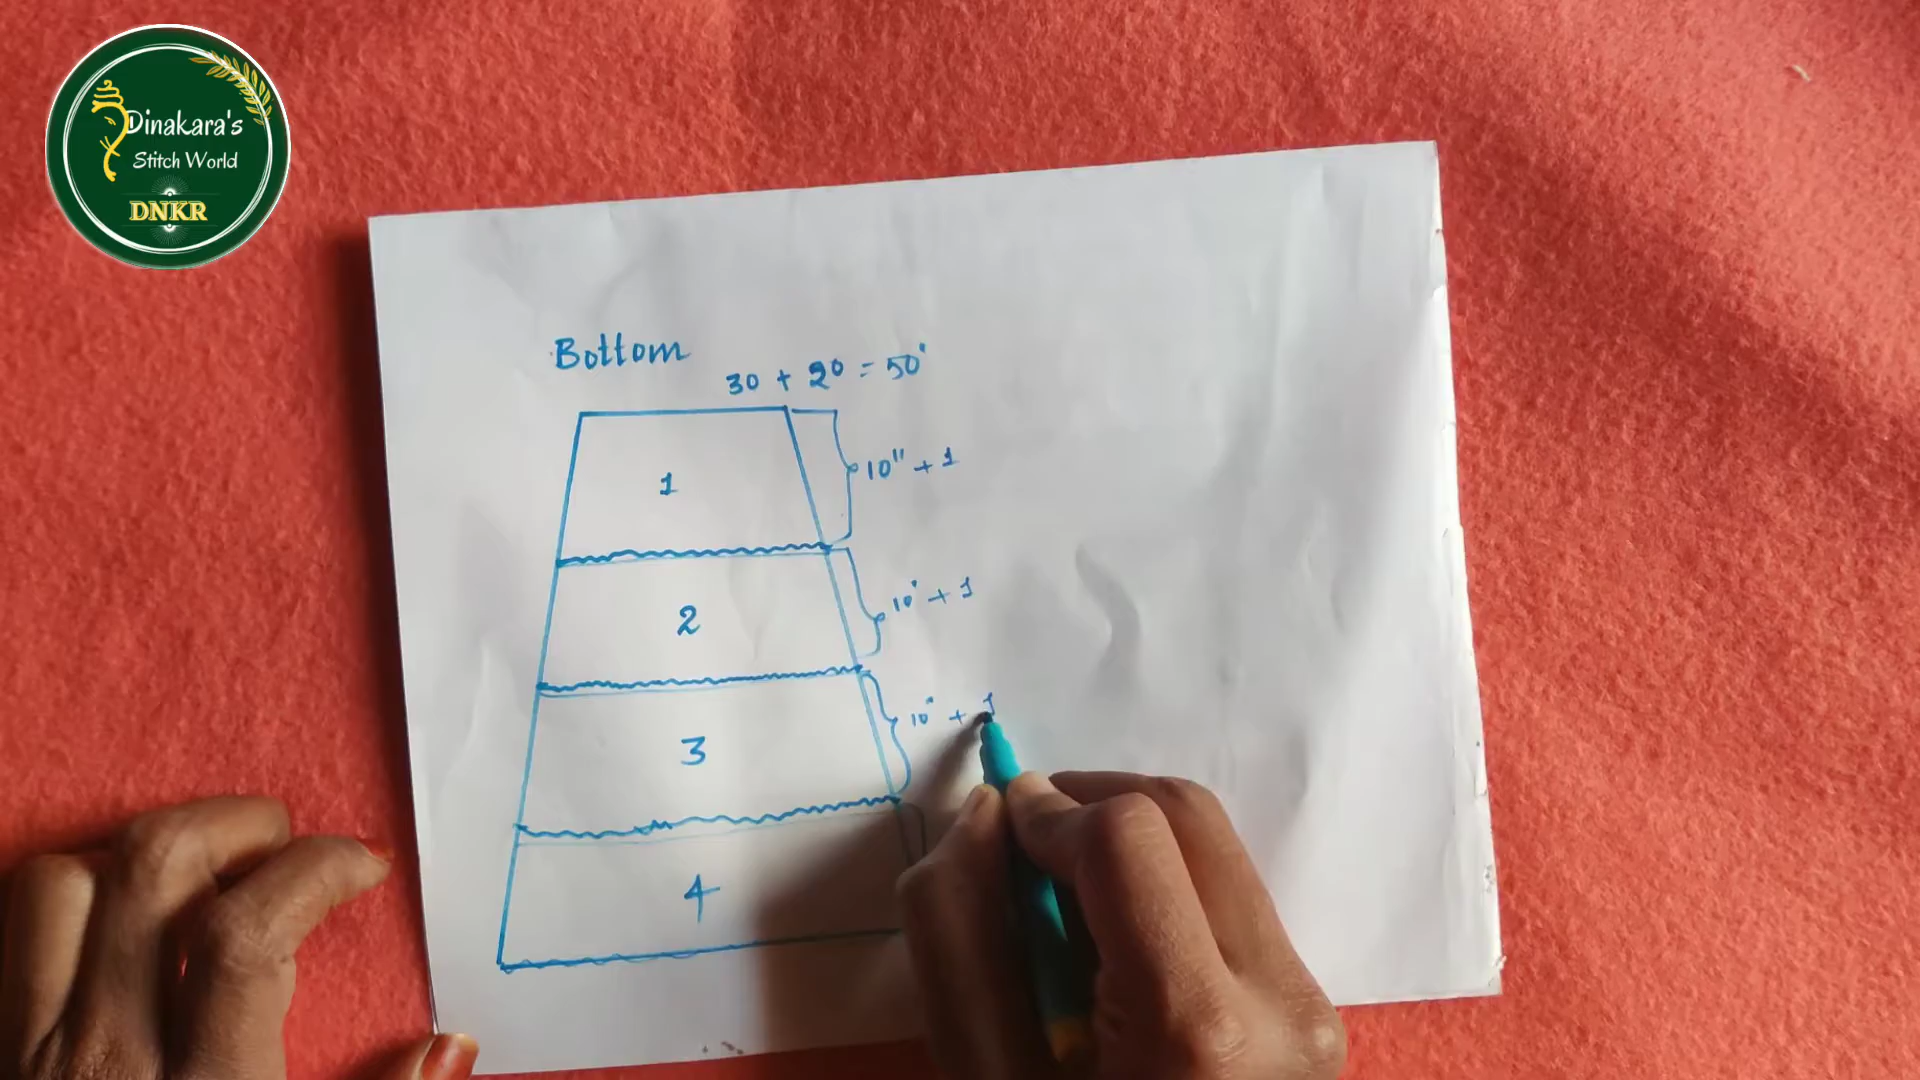 Dinakara's
Stitch World
DNKR
Bottom
30 + 20 = 50"
1
10" + 1
2
10" + 1
3
10" + 1
4